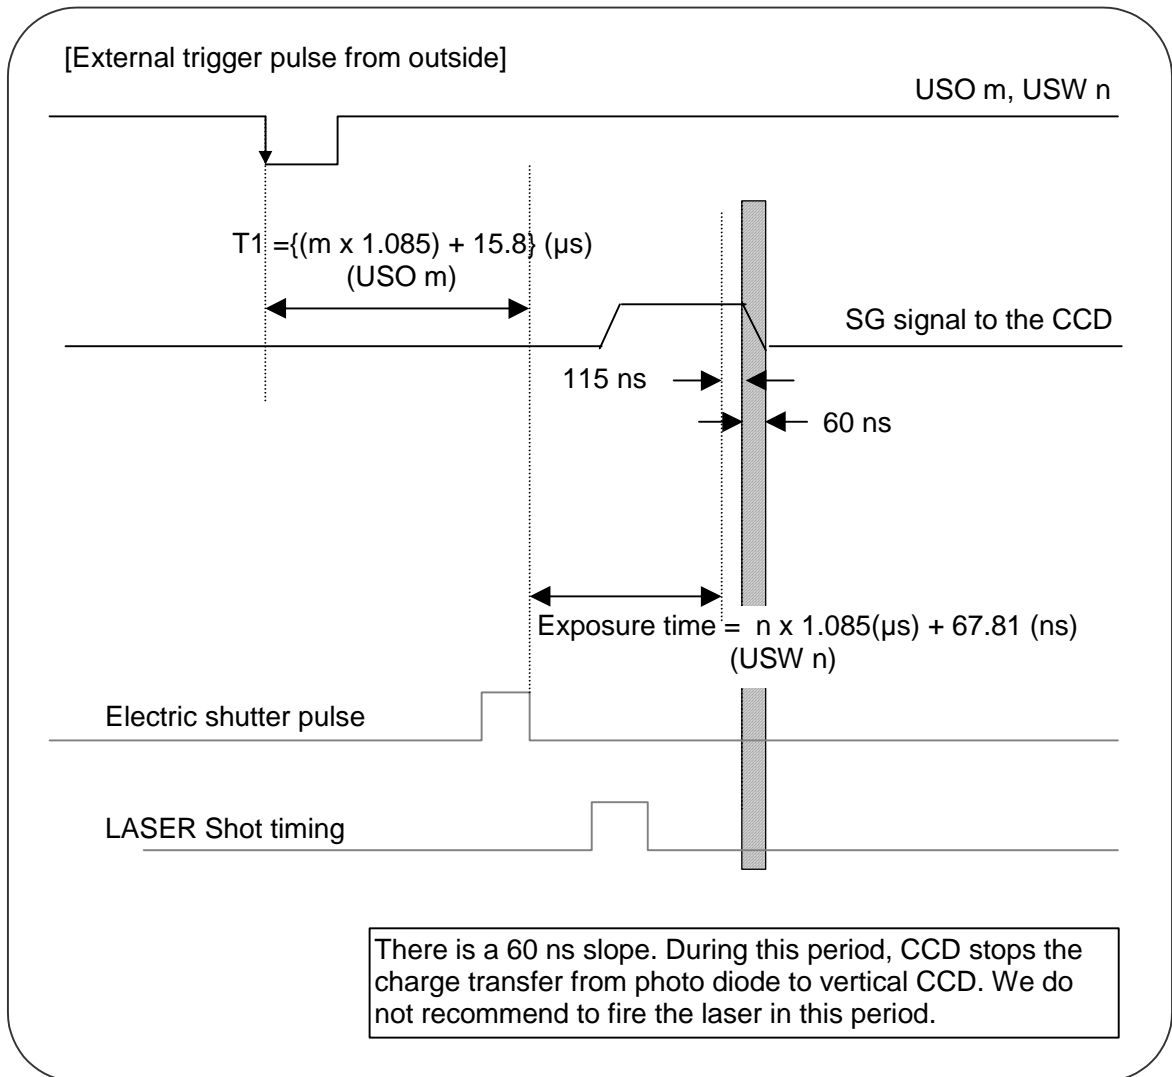 [External trigger pulse from outside]
USO m, USW n
T1 ={(m x 1.085) + 15.8} (µs)
(USO m)
SG signal to the CCD
115 ns
60 ns
Exposure time = n x 1.085(µs) + 67.81 (ns)
(USW n)
Electric shutter pulse
LASER Shot timing
There is a 60 ns slope. During this period, CCD stops the
charge transfer from photo diode to vertical CCD. We do
not recommend to fire the laser in this period.